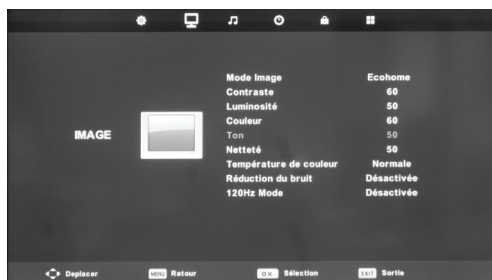 Mode Image Ecohome
Contraste 60
Luminosité 50
Couleur 60
IMAGE Ton 50
Netteté 50
Température de couleur Normale
Réduction du bruit Désactivée
120Hz Mode Désactivée
Deplacer MENU Retour OK Sélection EXIT Sortie